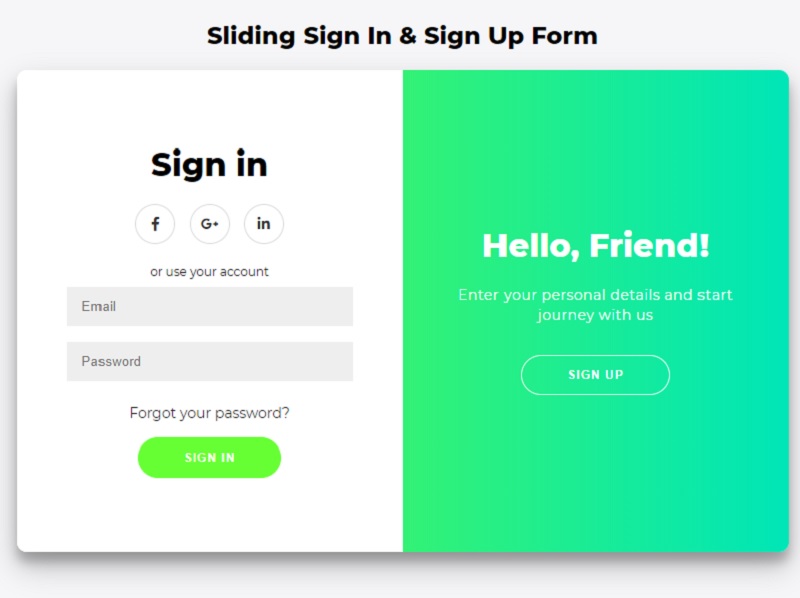 Sliding Sign In & Sign Up Form
Sign in
f
G+
in
or use your account
Email
Password
Forgot your password?
SIGN IN
Hello, Friend!
Enter your personal details and start
journey with us
SIGN UP